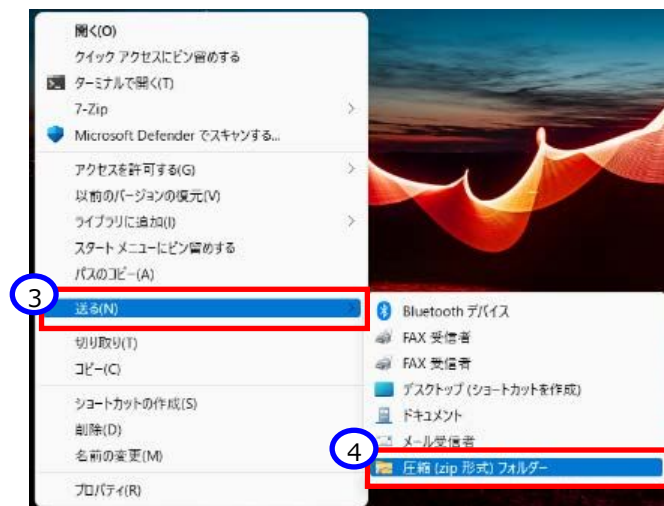 開く(O)
クイック アクセスにピン留めする
ターミナルで開く(T)
7-Zip
Microsoft Defender でスキャンする...
アクセスを許可する(G)
以前のバージョンの復元(V)
ライブラリに追加(I)
スタート メニューにピン留めする
パスのコピー(A)
3
送る(N)
切り取り(T)
コピー(C)
ショートカットの作成(S)
削除(D)
名前の変更(M)
プロパティ(R)
Bluetooth デバイス
FAX 受信者
FAX 受信者
デスクトップ (ショートカットを作成)
ドキュメント
メール受信者
4
圧縮 (zip 形式) フォルダー